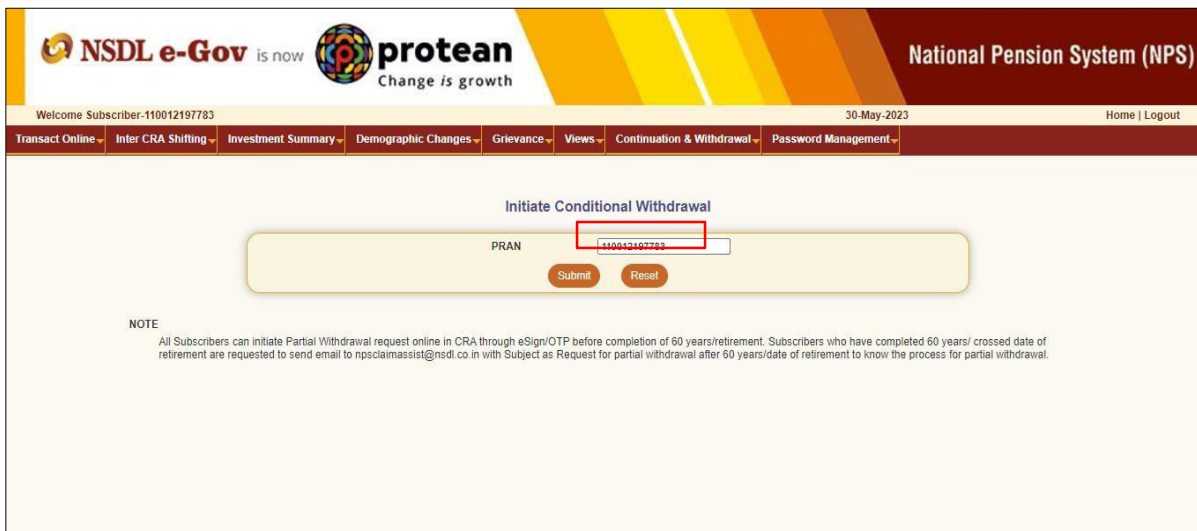 NSDL e-Gov is now protean
Change is growth
National Pension System (NPS)
Welcome Subscriber-110012197783
30-May-2023
Home | Logout
Transact Online Inter CRA Shifting Investment Summary Demographic Changes Grievance Views Continuation & Withdrawal Password Management
Initiate Conditional Withdrawal
PRAN 110012197783
Submit Reset
NOTE
All Subscribers can initiate Partial Withdrawal request online in CRA through eSign/OTP before completion of 60 years/retirement. Subscribers who have completed 60 years/ crossed date of
retirement are requested to send email to npsclaimassist@nsdl.co.in with Subject as Request for partial withdrawal after 60 years/date of retirement to know the process for partial withdrawal.